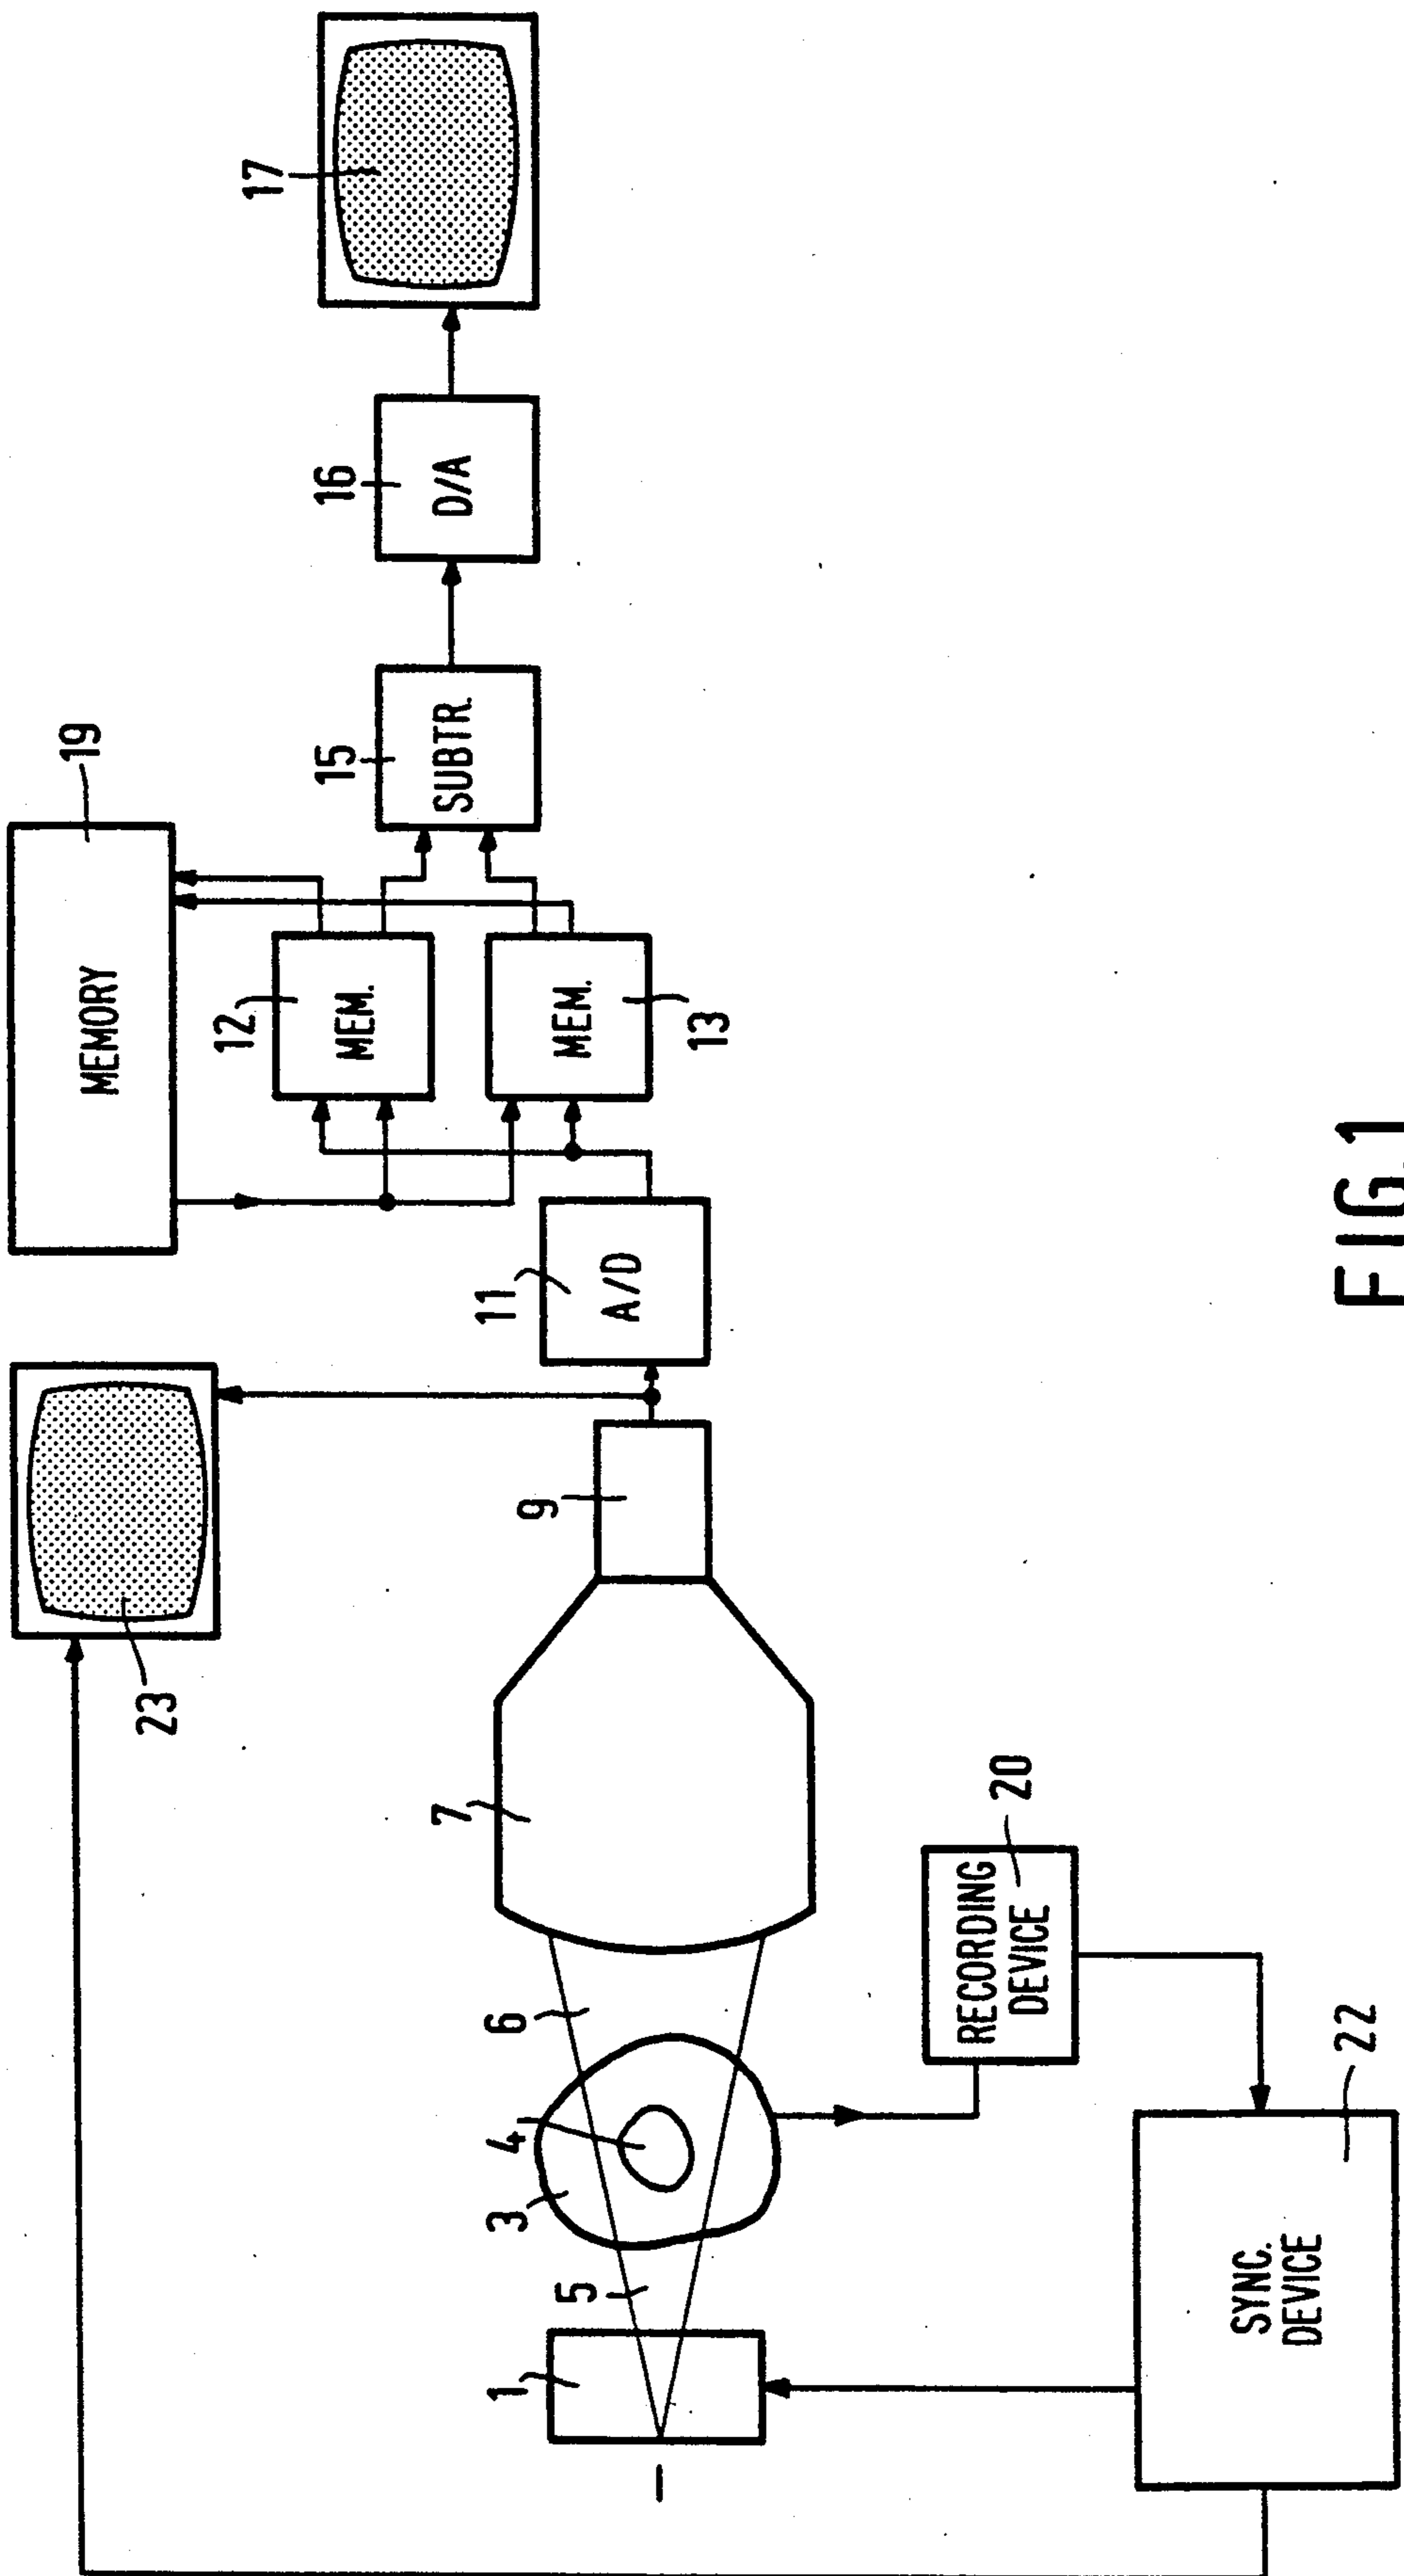 23
MEMORY
19
17
12
MEM.
15
SUBTR.
16
D/A
11
A/D
MEM.
13
1
5
3
4
6
7
9
RECORDING
DEVICE
20
SYNC.
DEVICE
22
FIG.1